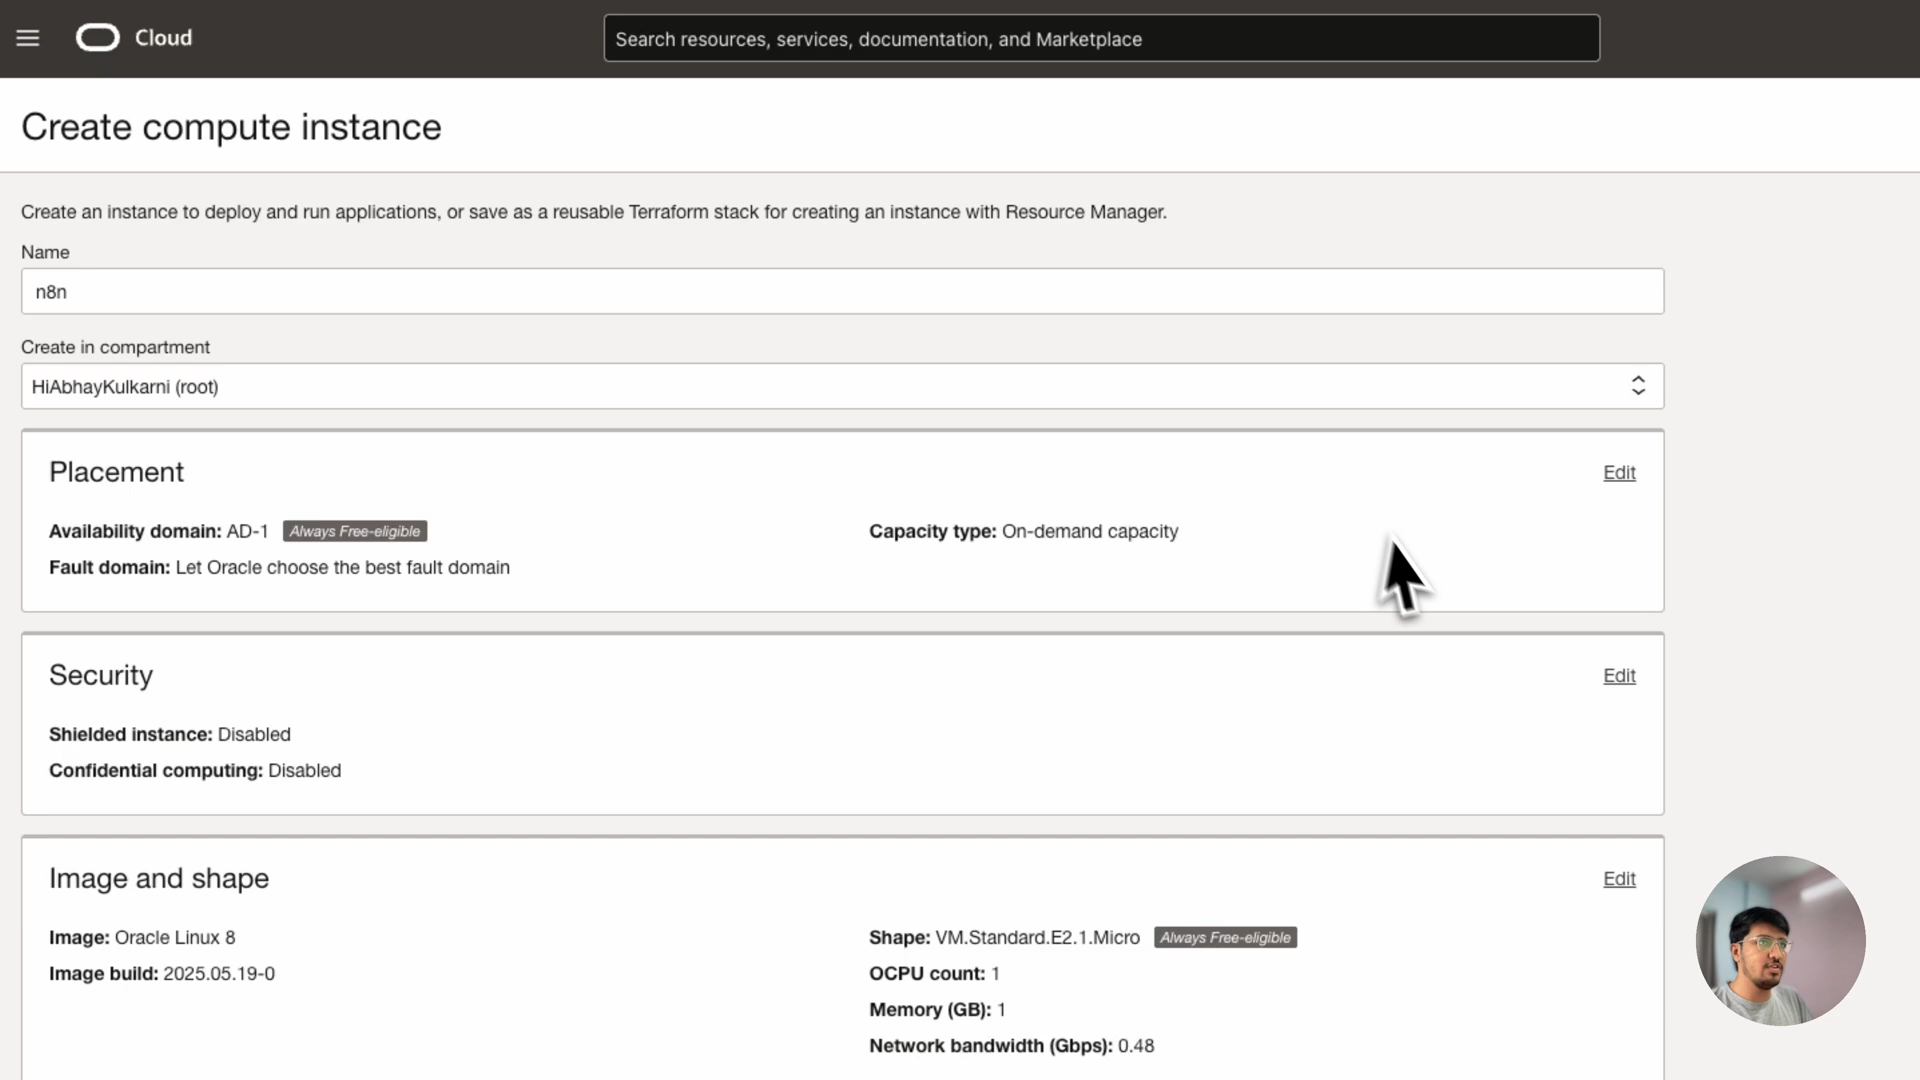 Cloud
Search resources, services, documentation, and Marketplace
Create compute instance
Create an instance to deploy and run applications, or save as a reusable Terraform stack for creating an instance with Resource Manager.
Name
n8n
Create in compartment
HiAbhayKulkarni (root)
Placement
Edit
Availability domain: AD-1 Always Free-eligible
Capacity type: On-demand capacity
Fault domain: Let Oracle choose the best fault domain
Security
Edit
Shielded instance: Disabled
Confidential computing: Disabled
Image and shape
Edit
Image: Oracle Linux 8
Image build: 2025.05.19-0
Shape: VM.Standard.E2.1.Micro Always Free-eligible
OCPU count: 1
Memory (GB): 1
Network bandwidth (Gbps): 0.48